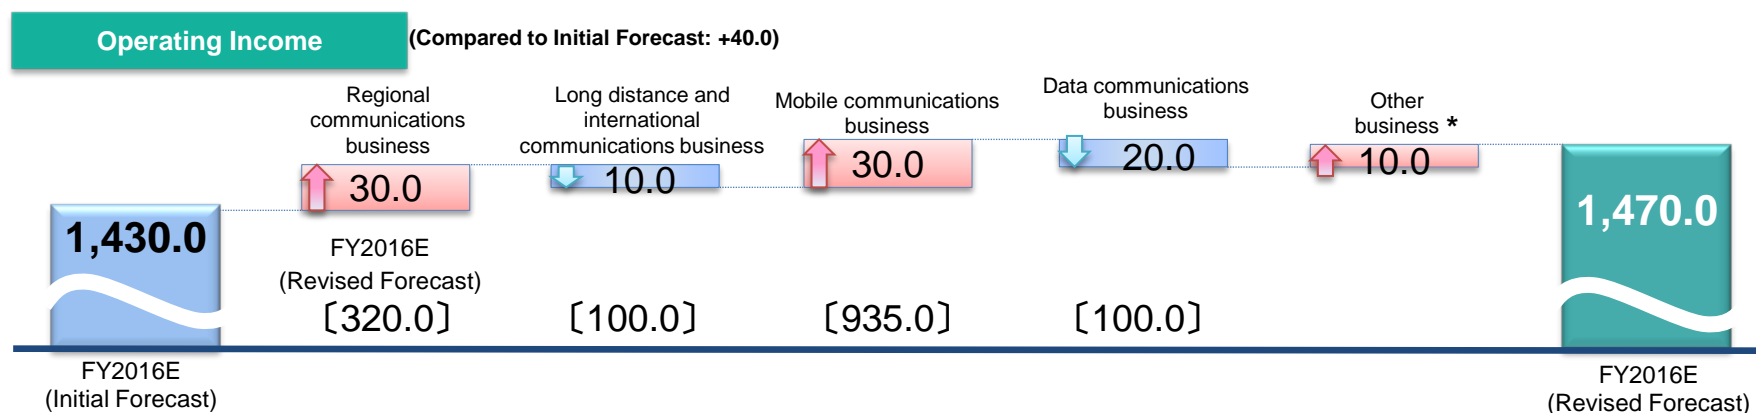 Operating Income
(Compared to Initial Forecast: +40.0)
Regional
communications
business
30.0
Long distance and
international
communications business
10.0
Mobile communications
business
30.0
Data communications
business
20.0
Other
business *
10.0
1,430.0
1,470.0
FY2016E
(Revised Forecast)
〔320.0〕
〔100.0〕
〔935.0〕
〔100.0〕
FY2016E
(Initial Forecast)
FY2016E
(Revised Forecast)